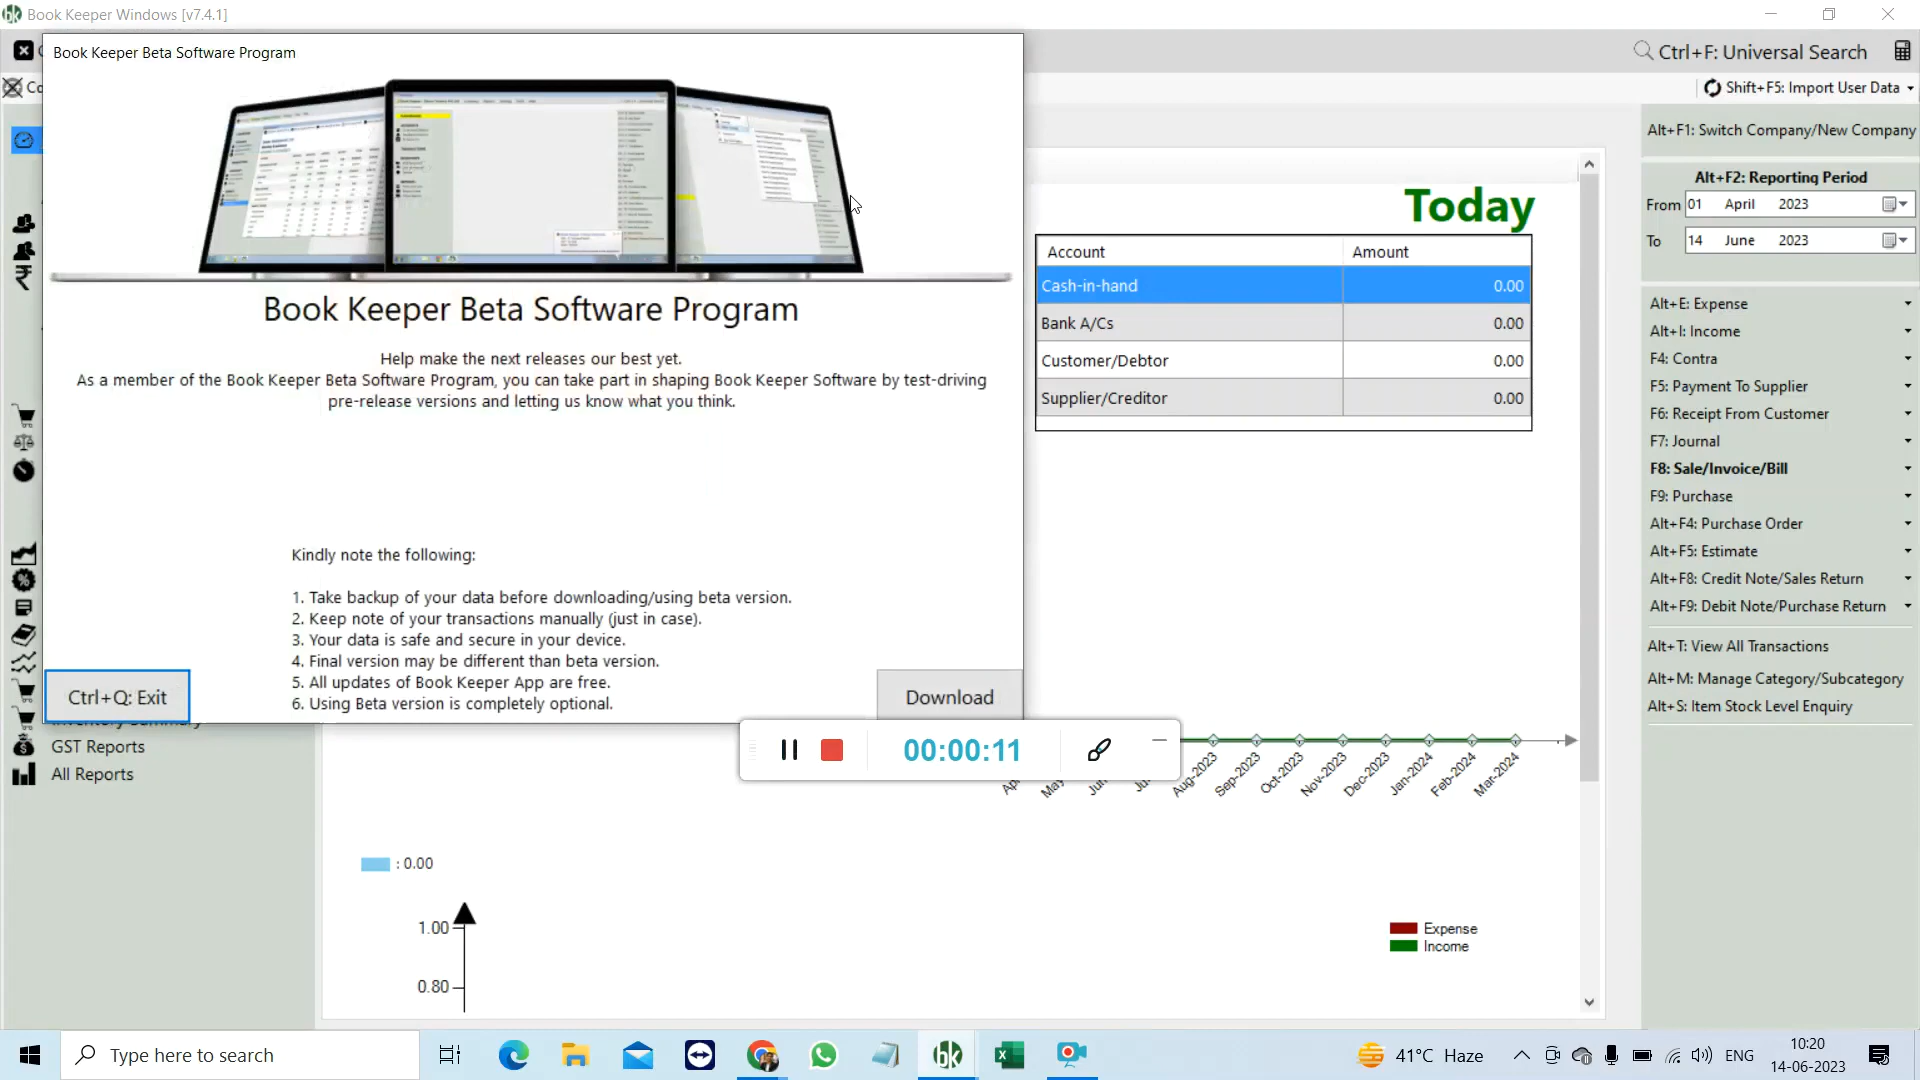 Book Keeper Windows [v7.4.1]
Book Keeper Beta Software Program
Ctrl+F: Universal Search
Co
Shift+F5: Import User Data
Book Keeper Beta Software Program
Help make the next releases our best yet.
As a member of the Book Keeper Beta Software Program, you can take part in shaping Book Keeper Software by test-driving
pre-release versions and letting us know what you think.
Kindly note the following:
1. Take backup of your data before downloading/using beta version.
2. Keep note of your transactions manually (just in case).
3. Your data is safe and secure in your device.
4. Final version may be different than beta version.
5. All updates of Book Keeper App are free.
6. Using Beta version is completely optional.
Ctrl+Q: Exit
Download
Today
Account Amount
Cash-in-hand 0.00
Bank A/Cs 0.00
Customer/Debtor 0.00
Supplier/Creditor 0.00
Alt+F1: Switch Company/New Company
Alt+F2: Reporting Period
From 01 April 2023
To 14 June 2023
Alt+E: Expense
Alt+I: Income
F4: Contra
F5: Payment To Supplier
F6: Receipt From Customer
F7: Journal
F8: Sale/Invoice/Bill
F9: Purchase
Alt+F4: Purchase Order
Alt+F5: Estimate
Alt+F8: Credit Note/Sales Return
Alt+F9: Debit Note/Purchase Return
Alt+T: View All Transactions
Alt+M: Manage Category/Subcategory
Alt+S: Item Stock Level Enquiry
Inventory Summary
GST Reports
All Reports
00:00:11
Aug-2023
Sep-2023
Oct-2023
Nov-2023
Dec-2023
Jan-2024
Feb-2024
Mar-2024
: 0.00
1.00
0.80
Expense
Income
Type here to search
41°C Haze
ENG
10:20
14-06-2023